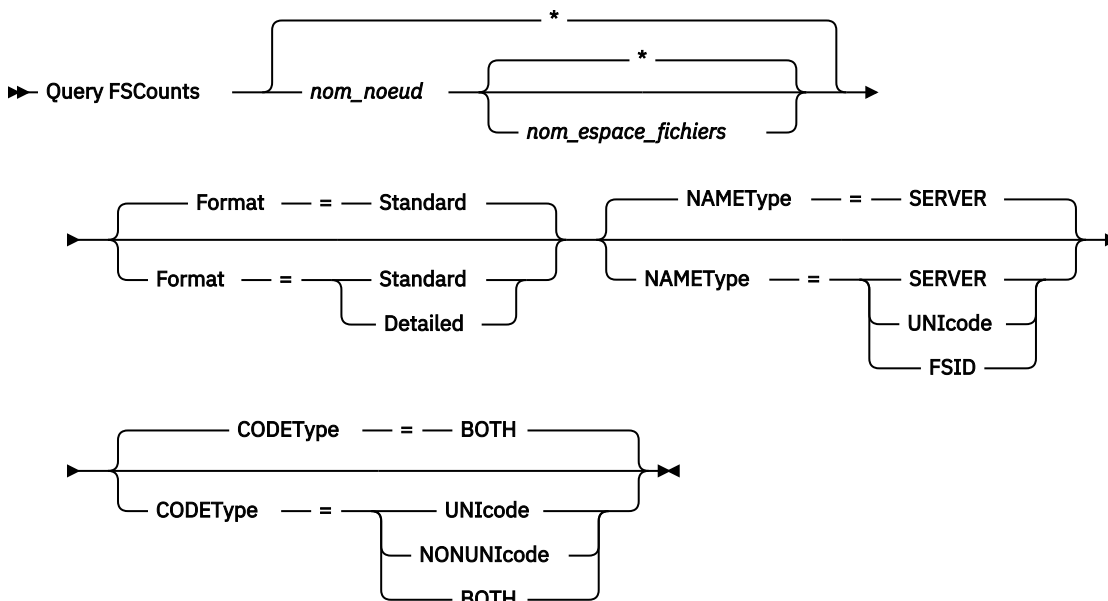 *
*
Query FSCounts nom_noeud
nom_espace_fichiers
Format = Standard NAMEType = SERVER
Format = Standard NAMEType = SERVER
Detailed UNIcode
FSID
CODEType = BOTH
CODEType = UNIcode
NONUNIcode
BOTH